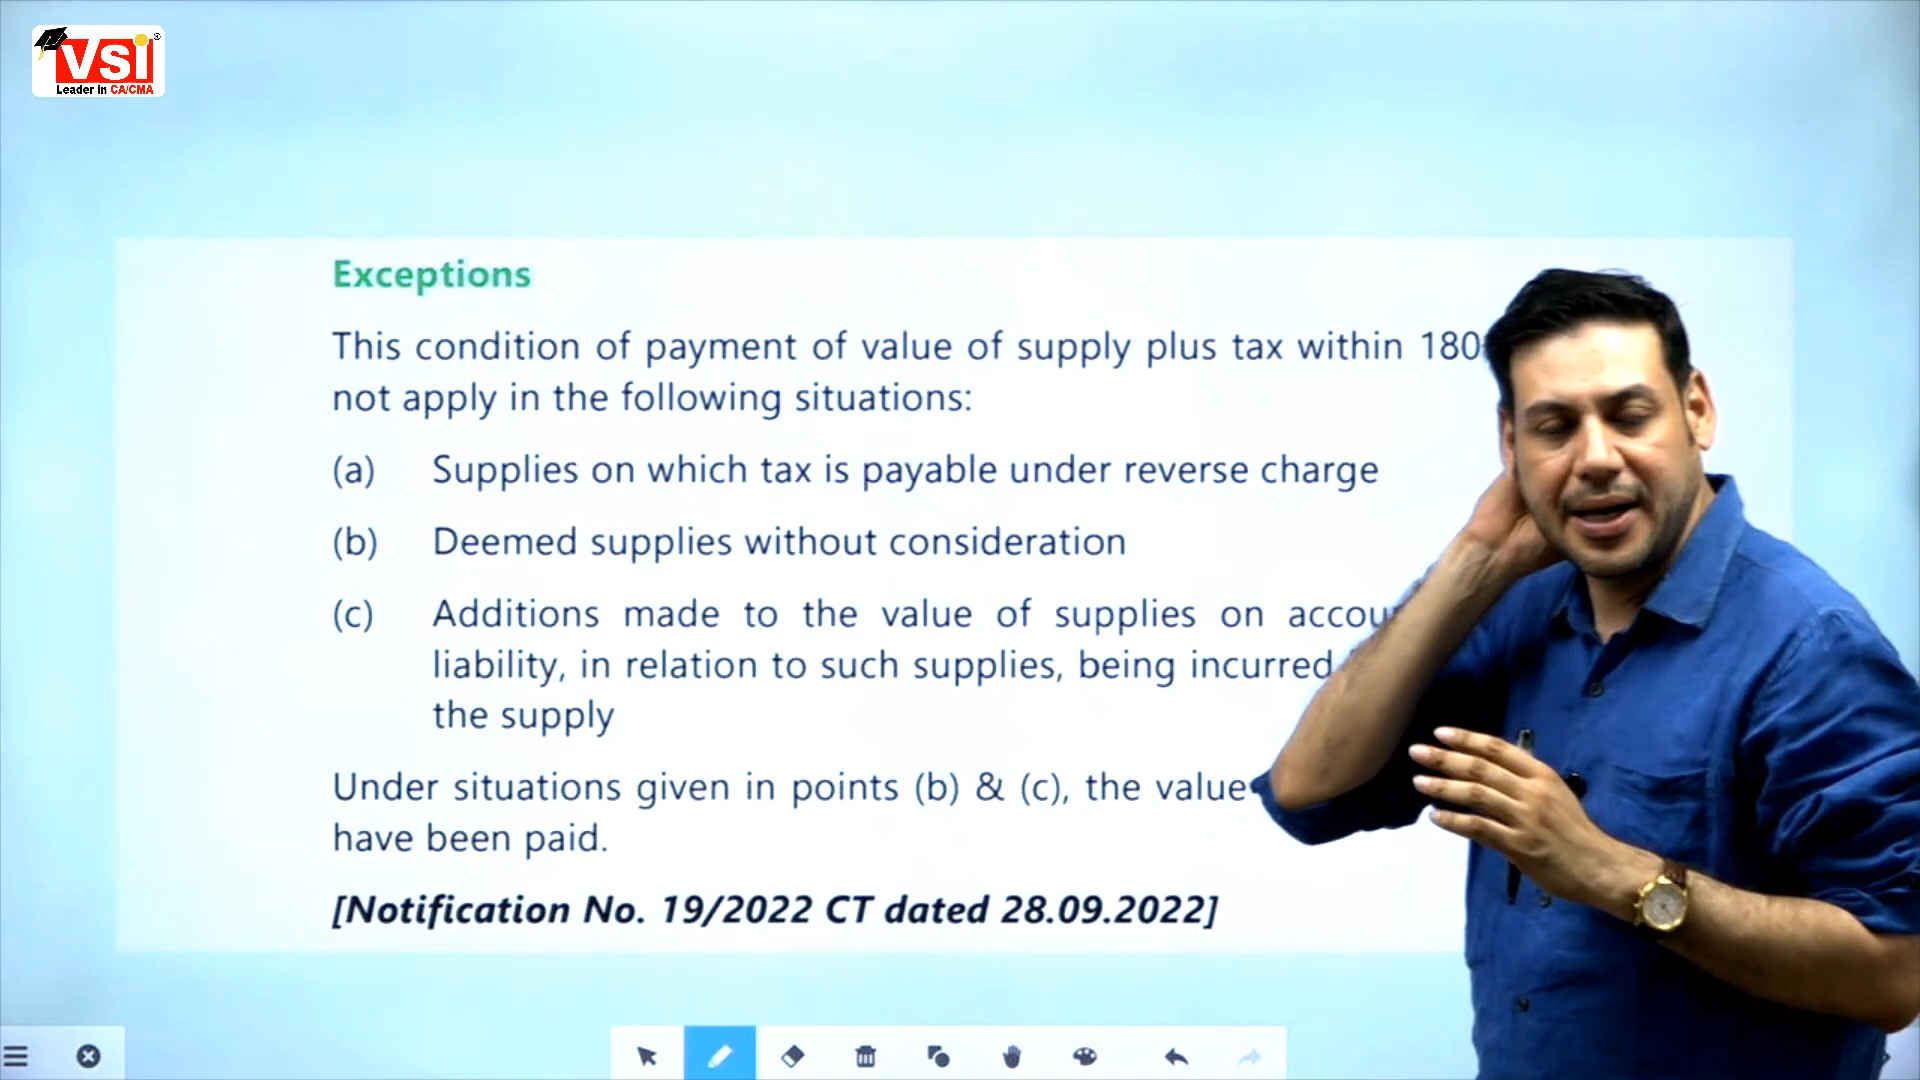 VSI
Leader in CA/CMA
Exceptions
This condition of payment of value of supply plus tax within 180
not apply in the following situations:
(a) Supplies on which tax is payable under reverse charge
(b) Deemed supplies without consideration
(c) Additions made to the value of supplies on
liability, in relation to such supplies, being incurred
the supply
Under situations given in points (b) & (c), the value
have been paid.
[Notification No. 19/2022 CT dated 28.09.2022]